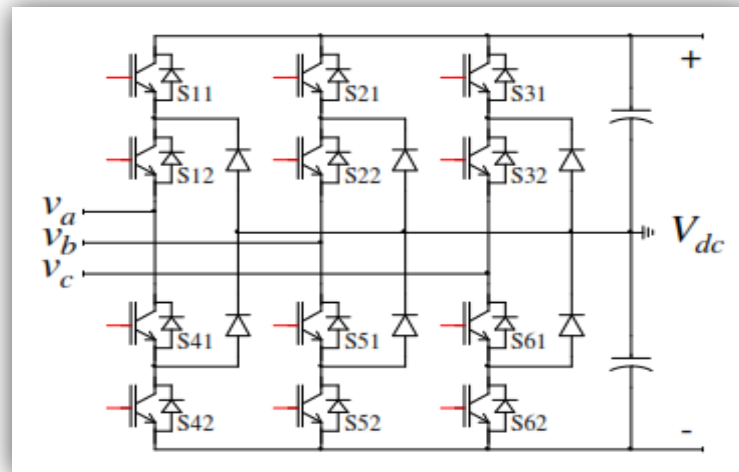 +
S11 S21 S31
S12 S22 S32
v_a
v_b
V_dc
v_c
S41 S51 S61
S42 S52 S62
-